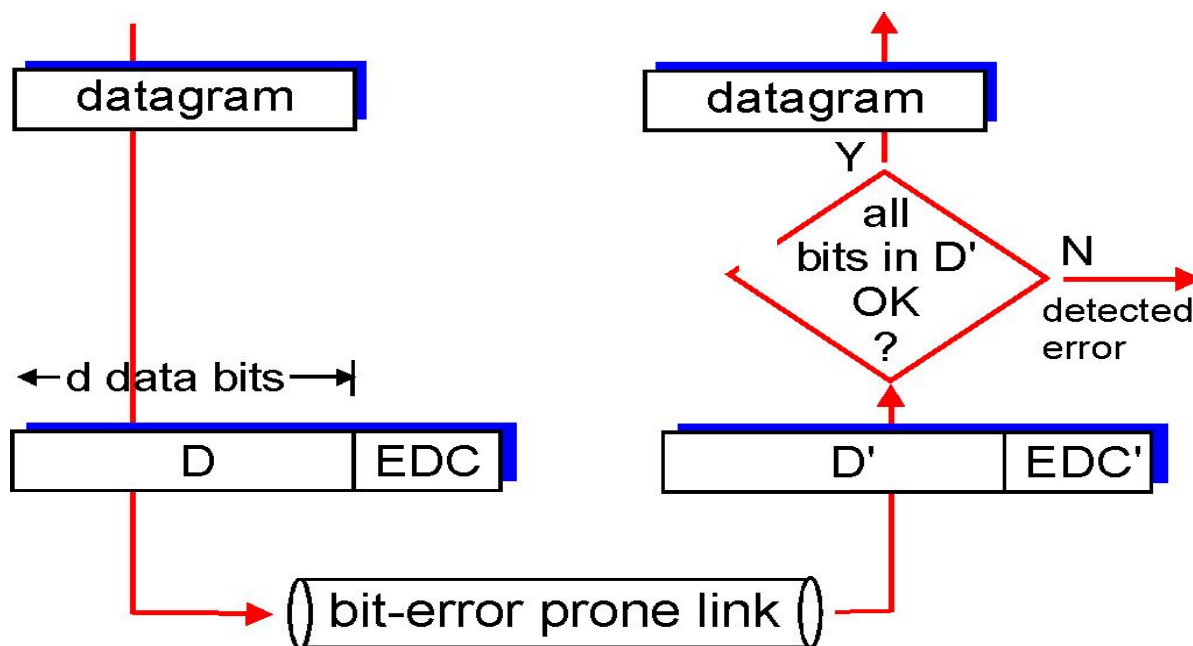 datagram
d data bits
D
EDC
bit-error prone link
datagram
Y
all
bits in D'
OK
?
N
detected
error
D'
EDC'